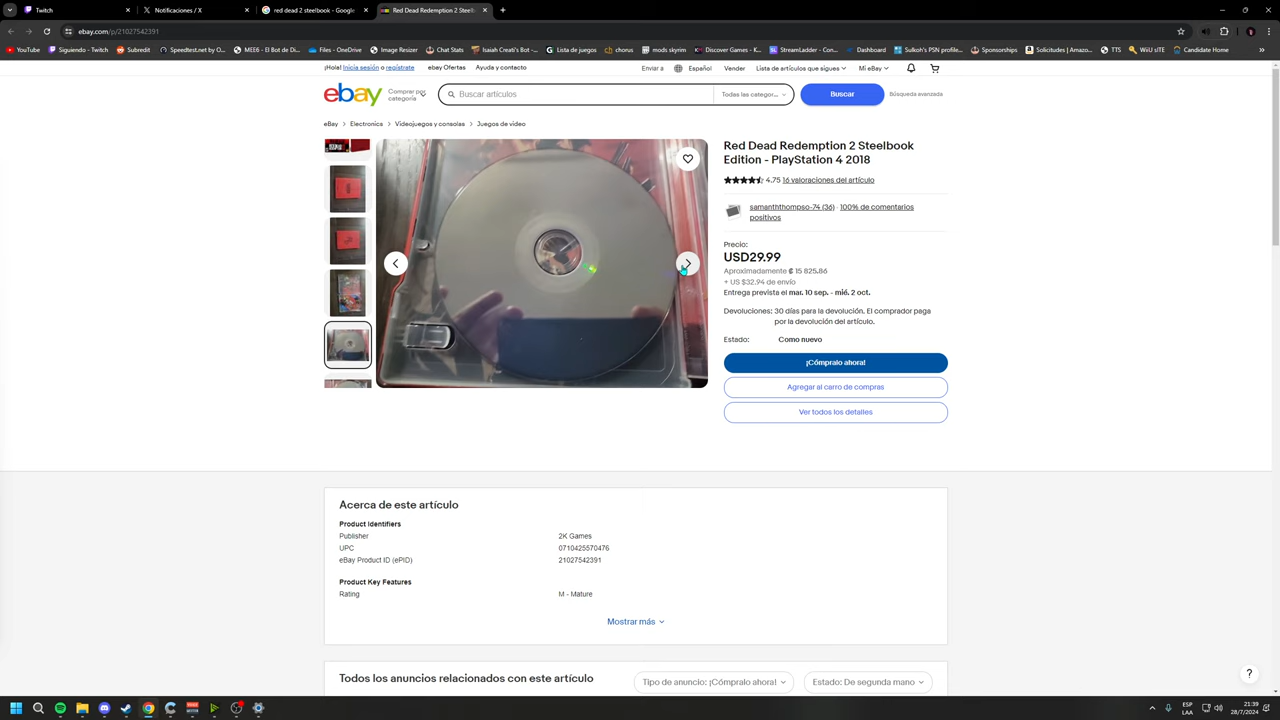 Twitch
Notificaciones / X
red dead 2 steelbook - Google
Red Dead Redemption 2 Steelb
ebay.com/p/21027542391
YouTube
Siguiendo - Twitch
Sukodu
Speedtest.net by O...
MEE6 - El Bot de Di...
Files - OneDrive
Image Resizer
Chat Stats
Isaiah Creati's Bot -...
Lista de juegos
chorus
mods skyrim
Discover Games - K...
StreamLadder - Con...
Dashboard
Sulkoh's PSN profile...
Sponsorships
Solicitudes | Amazo...
TTS
WiiU sITE
Candidate Home
¡Hola! Inicia sesión o regístrate
ebay Ofertas
Ayuda y contacto
Enviar a
Español
Vender
Lista de artículos que sigues
Mi eBay
ebay
Comprar por
categoría
Buscar artículos
Todas las categor...
Buscar
Búsqueda avanzada
eBay > Electronics > Videojuegos y consolas > Juegos de video
Red Dead Redemption 2 Steelbook
Edition - PlayStation 4 2018
4.75 16 valoraciones del artículo
samanththompso-74 (36) · 100% de comentarios
positivos
Precio:
USD29.99
Aproximadamente ₡ 15 825.86
+ US $32.94 de envío
Entrega prevista el mar. 10 sep. - mié. 2 oct.
Devoluciones: 30 días para la devolución. El comprador paga
por la devolución del artículo.
Estado: Como nuevo
¡Cómpralo ahora!
Agregar al carro de compras
Ver todos los detalles
Acerca de este artículo
Product Identifiers
Publisher 2K Games
UPC 0710425570476
eBay Product ID (ePID) 21027542391
Product Key Features
Rating M - Mature
Mostrar más
Todos los anuncios relacionados con este artículo
Tipo de anuncio: ¡Cómpralo ahora!
Estado: De segunda mano
?
ESP
LAA
21:39
28/7/2024